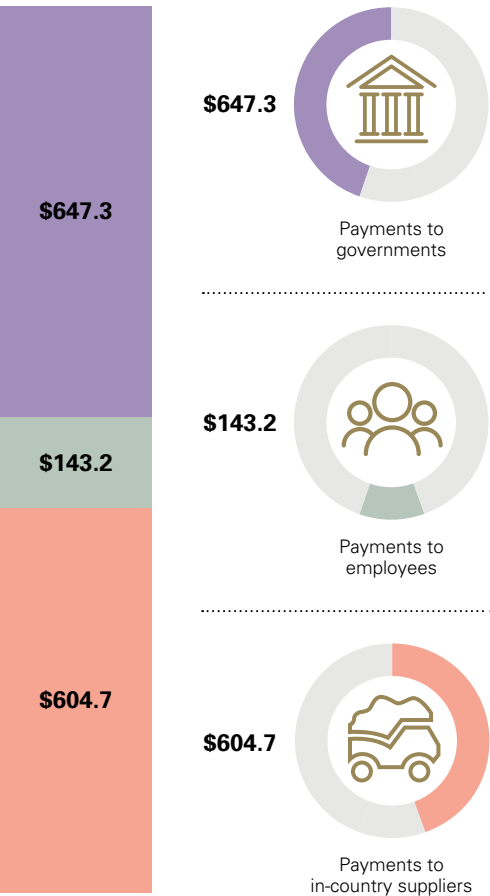 $647.3
$143.2
$604.7
$647.3
Payments to
governments
$143.2
Payments to
employees
$604.7
Payments to
in-country suppliers